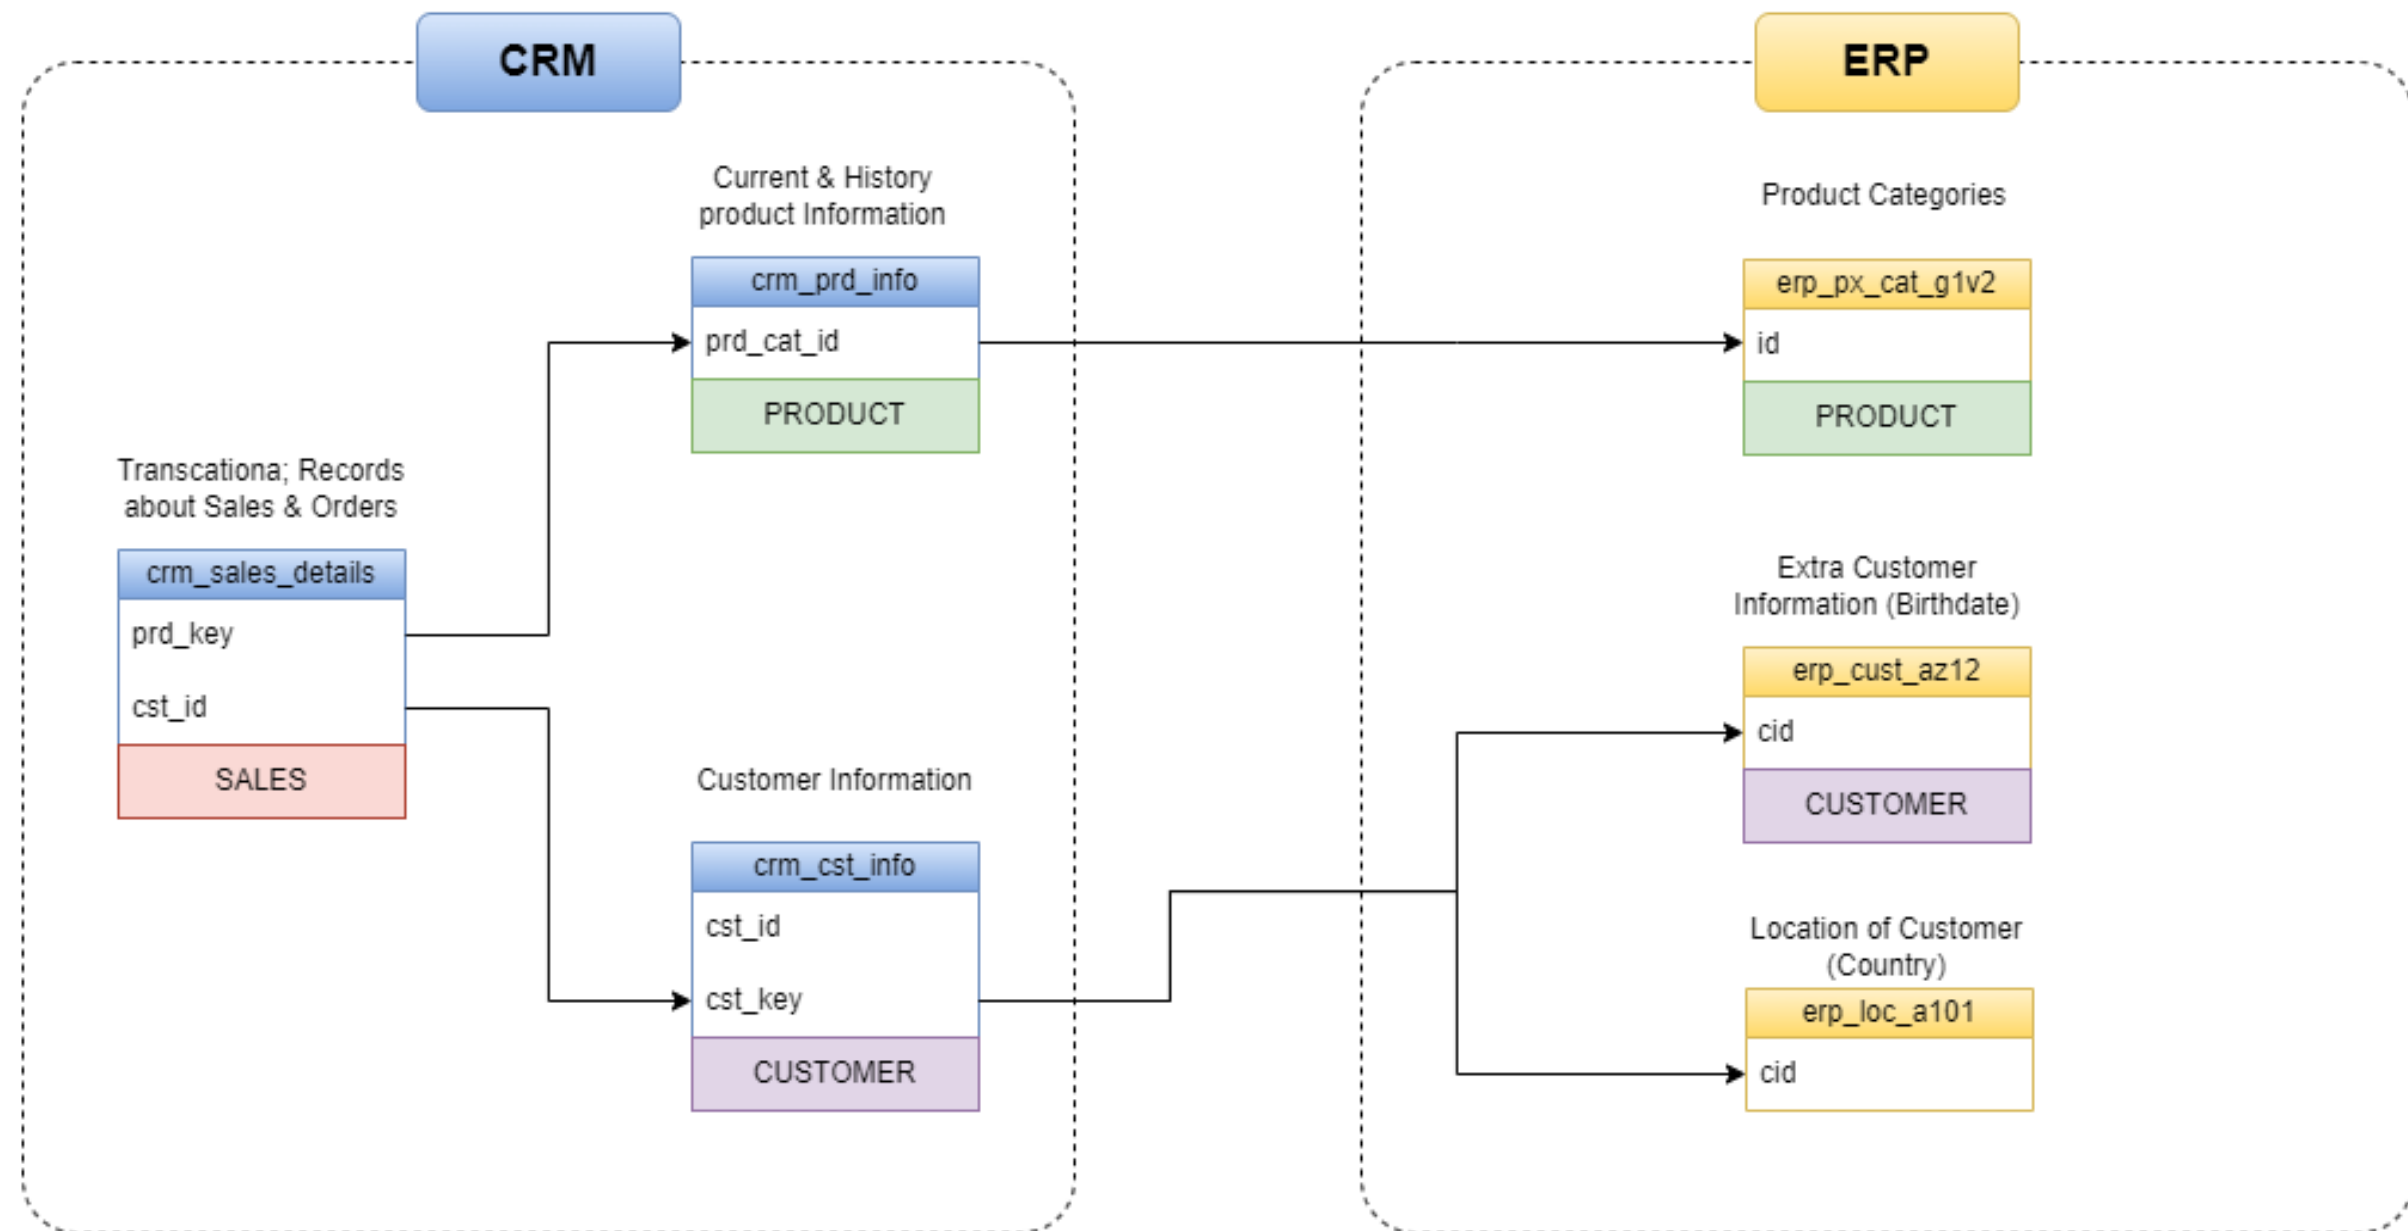 CRM
Current & History
product Information
crm_prd_info
prd_cat_id
PRODUCT
Transcationa; Records
about Sales & Orders
crm_sales_details
prd_key
cst_id
SALES
Customer Information
crm_cst_info
cst_id
cst_key
CUSTOMER
ERP
Product Categories
erp_px_cat_g1v2
id
PRODUCT
Extra Customer
Information (Birthdate)
erp_cust_az12
cid
CUSTOMER
Location of Customer
(Country)
erp_loc_a101
cid